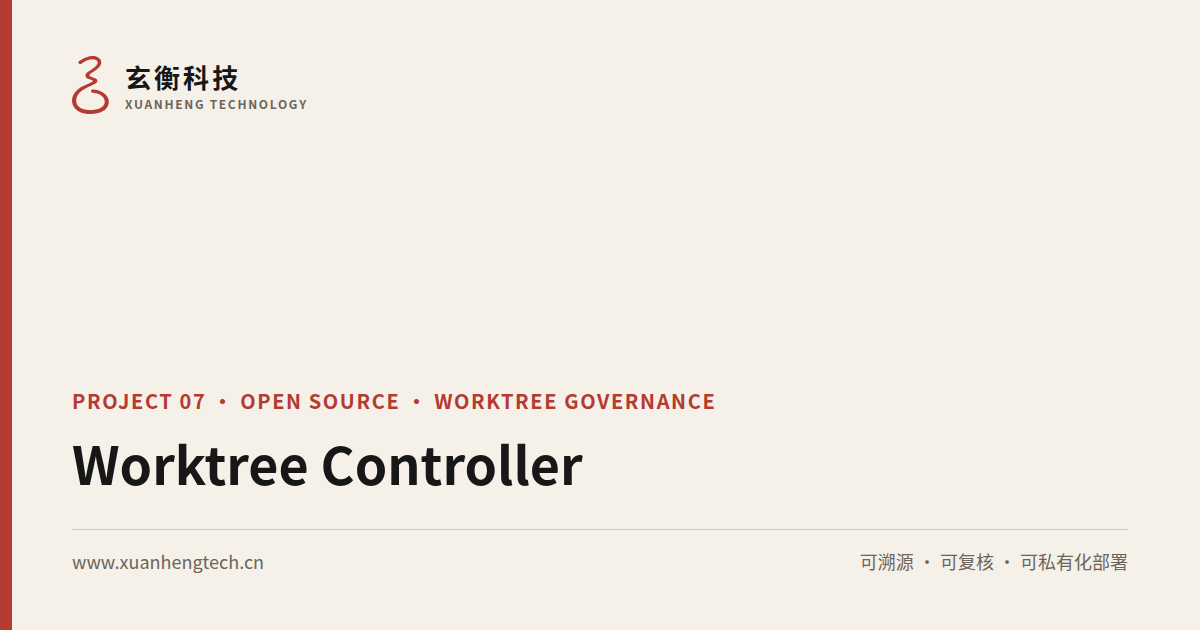 玄衡科技
XUANHENG TECHNOLOGY
PROJECT 07 • OPEN SOURCE • WORKTREE GOVERNANCE
Worktree Controller
www.xuanhengtech.cn
可溯源 · 可复核 · 可私有化部署